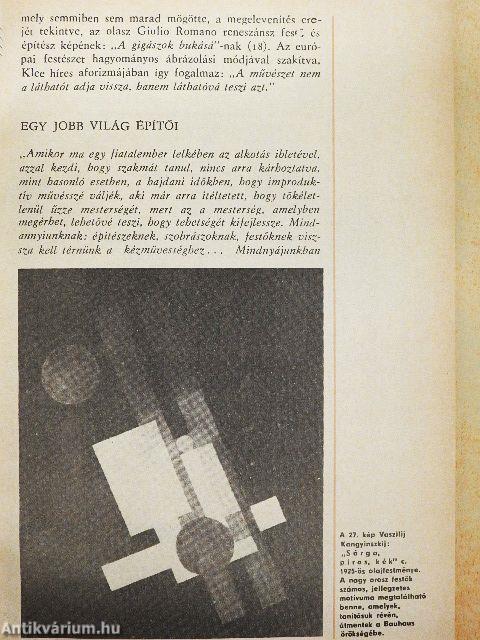 mely semmiben sem marad mögötte, a megelevenítés ere-
jét tekintve, az olasz Giulio Romano reneszánsz festő és
építész képének: „A gigászok bukása"-nak (18). Az euró-
pai festészet hagyományos ábrázolási módjával szakítva,
Klee híres aforizmájában így fogalmaz: „A művészet nem
a láthatót adja vissza, hanem láthatóvá teszi azt."
EGY JOBB VILÁG ÉPÍTŐI
„Amikor ma egy fiatalember lelkében az alkotás ihletével,
azzal kezdi, hogy szakmát tanul, nincs arra kárhoztatva,
mint hasonló esetben, a hajdani időkben, hogy improduk-
tív művésszé váljék, aki már arra ítéltetett, hogy tökélet-
lenül űzze mesterségét, mert az a mesterség, amelyben
megérhet, lehetővé teszi, hogy tehetségét kifejlessze. Mind-
annyiunknak: építészeknek, szobrászoknak, festőknek visz-
sza kell térnünk a kézművességhez... Mindnyájunkban
A 27. kép Vaszilij
Kangyinszkij:
„Sárga,
piros, kék" c.
1925-ös olajfestménye.
A nagy orosz festők
számos, jellegzetes
motívuma megtalálható
benne, amelyek,
tanításuk révén,
átmentek a Bauhaus
örökségébe.
Antikvárium.hu